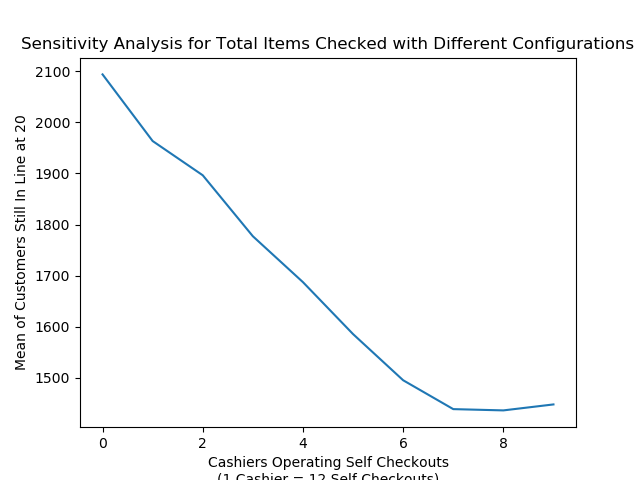 Sensitivity Analysis for Total Items Checked with Different Configurations
2100
2000
1900
1800
1700
1600
1500
Mean of Customers Still In Line at 20
0 2 4 6 8
Cashiers Operating Self Checkouts
(1 Cashier = 12 Self Checkouts)